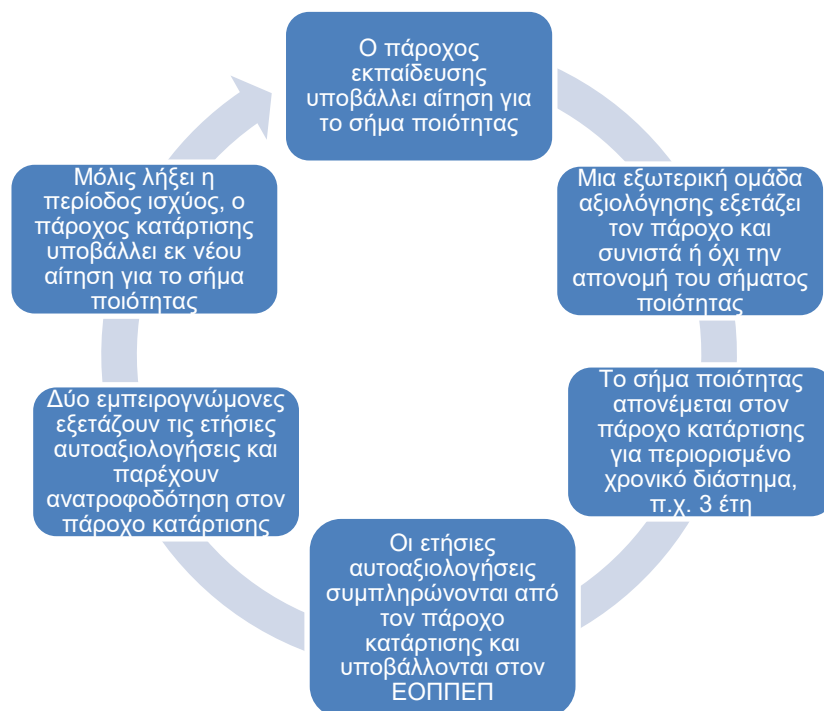 Ο πάροχος
εκπαίδευσης
υποβάλλει αίτηση για
το σήμα ποιότητας
Μια εξωτερική ομάδα
αξιολόγησης εξετάζει
τον πάροχο και
συνιστά ή όχι την
απονομή του σήματος
ποιότητας
Το σήμα ποιότητας
απονέμεται στον
πάροχο κατάρτισης
για περιορισμένο
χρονικό διάστημα,
π.χ. 3 έτη
Οι ετήσιες
αυτοαξιολογήσεις
συμπληρώνονται από
τον πάροχο
κατάρτισης και
υποβάλλονται στον
ΕΟΠΠΕΠ
Δύο εμπειρογνώμονες
εξετάζουν τις ετήσιες
αυτοαξιολογήσεις και
παρέχουν
ανατροφοδότηση στον
πάροχο κατάρτισης
Μόλις λήξει η
περίοδος ισχύος, ο
πάροχος κατάρτισης
υποβάλλει εκ νέου
αίτηση για το σήμα
ποιότητας